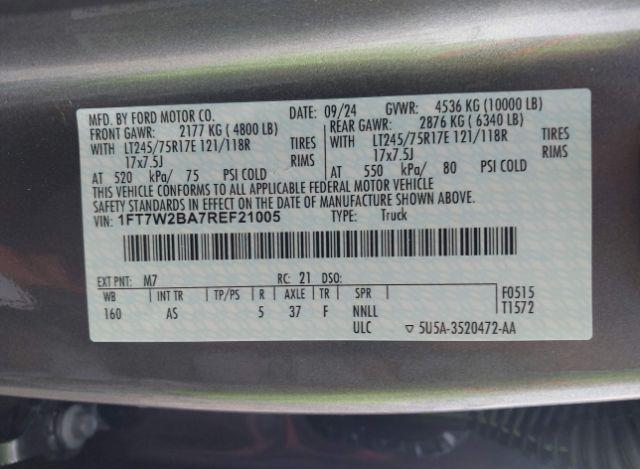 MFD. BY FORD MOTOR CO. DATE: 09/24 GVWR: 4536 KG (10000 LB)
FRONT GAWR: 2177 KG (4800 LB) REAR GAWR: 2876 KG (6340 LB)
WITH LT245/75R17E 121/118R TIRES WITH LT245/75R17E 121/118R TIRES
17x7.5J RIMS 17x7.5J RIMS
AT 520 kPa/ 75 PSI COLD AT 550 kPa/ 80 PSI COLD
THIS VEHICLE CONFORMS TO ALL APPLICABLE FEDERAL MOTOR VEHICLE
SAFETY STANDARDS IN EFFECT ON THE DATE OF MANUFACTURE SHOWN ABOVE.
VIN: 1FT7W2BA7REF21005 TYPE: Truck
EXT PNT: M7 RC: 21 DSO:
WB INT TR TP/PS R AXLE TR SPR F0515
160 AS 5 37 F NNLL T1572
ULC ▽ 5U5A-3520472-AA